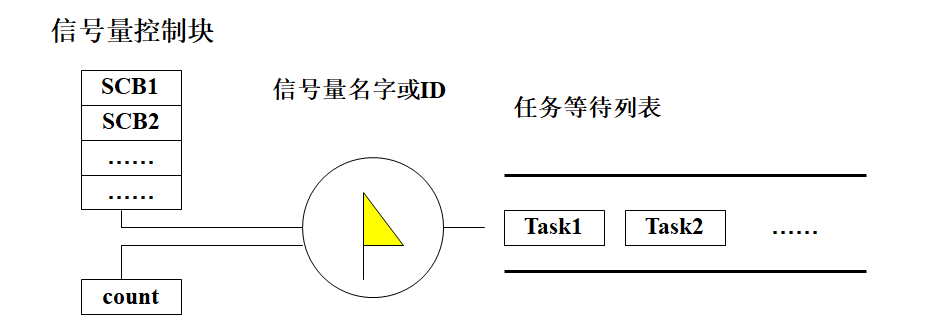 信号量控制块
SCB1
SCB2
……
……
count
信号量名字或ID
任务等待列表
Task1
Task2
……